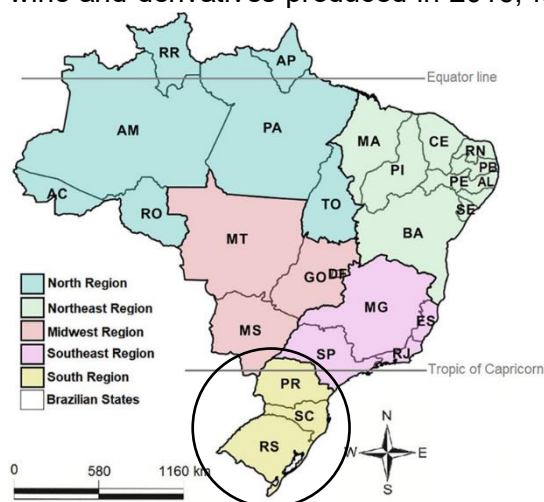 wine and derivatives produced in 2016,
RR
AP
Equator line
AM
PA
MA
CE
RN
PB
PI
PE
AL
AC
TO
SE
RO
BA
MT
GO
DF
North Region
Northeast Region
Midwest Region
Southeast Region
South Region
Brazilian States
MG
ES
MS
SP
RJ
Tropic of Capricorn
PR
SC
RS
N
W
E
S
0 580 1160 km